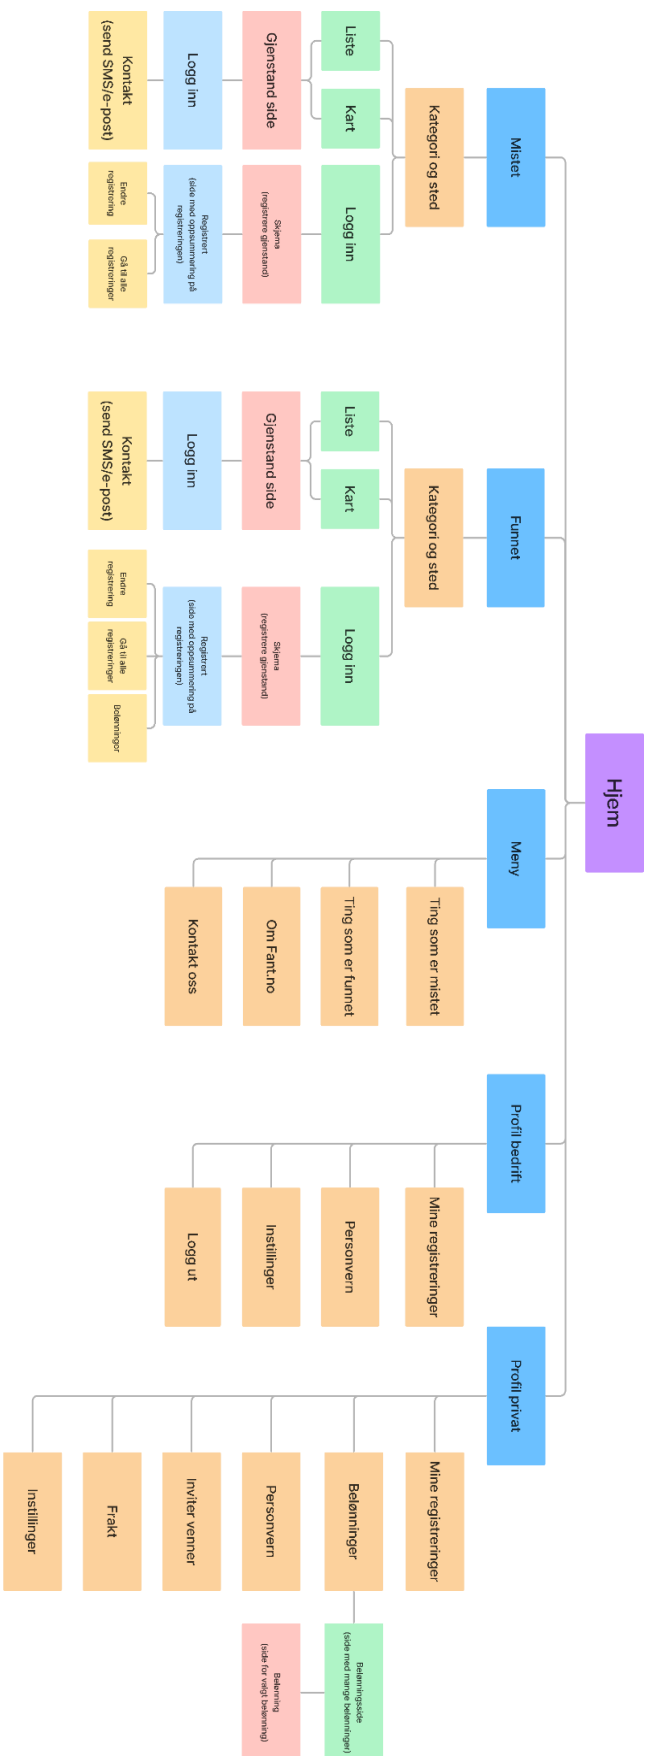 Hjem
Mistet
Kategori og sted
Liste
Kart
Logg inn
Gjenstand side
Skjema
(registrere gjenstand)
Logg inn
Registrert
(side med oppsummering på
registreringen)
Kontakt
(send SMS/e-post)
Endre
registrering
Gå til alle
registreringer
Funnet
Kategori og sted
Liste
Kart
Logg inn
Gjenstand side
Skjema
(registrere gjenstand)
Logg inn
Registrert
(side med oppsummering på
registreringen)
Kontakt
(send SMS/e-post)
Endre
registrering
Gå til alle
registreringer
Belønninger
Meny
Ting som er mistet
Ting som er funnet
Om Fant.no
Kontakt oss
Profil bedrift
Mine registreringer
Personvern
Instillinger
Logg ut
Profil privat
Mine registreringer
Belønninger
Personvern
Inviter venner
Frakt
Instillinger
Belønningsside
(side med mange belønninger)
Belønning
(side for valgt belønning)